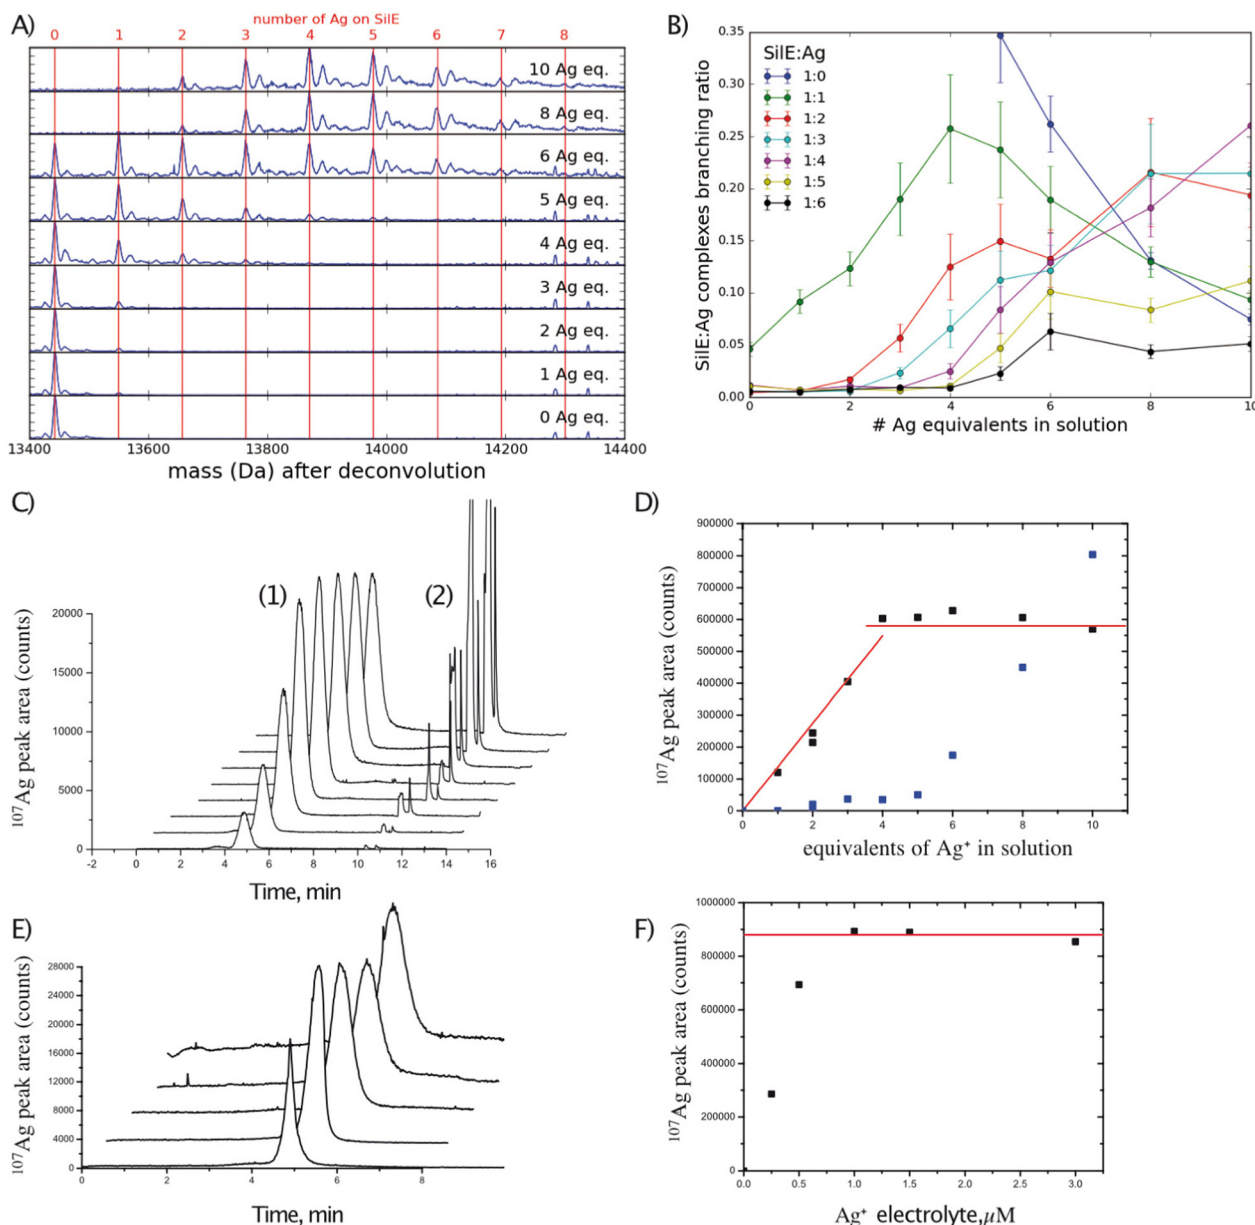 A)
number of Ag on SilE
0 1 2 3 4 5 6 7 8
10 Ag eq.
8 Ag eq.
6 Ag eq.
5 Ag eq.
4 Ag eq.
3 Ag eq.
2 Ag eq.
1 Ag eq.
0 Ag eq.
13400 13600 13800 14000 14200 14400
mass (Da) after deconvolution
B)
SilE:Ag complexes branching ratio
0.35
0.30
0.25
0.20
0.15
0.10
0.05
0.00
SilE:Ag
1:0
1:1
1:2
1:3
1:4
1:5
1:6
0 2 4 6 8 10
# Ag equivalents in solution
C)
(1) (2)
¹⁰⁷Ag peak area (counts)
20000
15000
10000
5000
0
-2 0 2 4 6 8 10 12 14 16
Time, min
D)
¹⁰⁷Ag peak area (counts)
900000
800000
700000
600000
500000
400000
300000
200000
100000
0
0 2 4 6 8 10
equivalents of Ag⁺ in solution
E)
¹⁰⁷Ag peak area (counts)
28000
24000
20000
16000
12000
8000
4000
0
0 2 4 6 8
Time, min
F)
¹⁰⁷Ag peak area (counts)
1000000
800000
600000
400000
200000
0
0.0 0.5 1.0 1.5 2.0 2.5 3.0
Ag⁺ electrolyte,µM